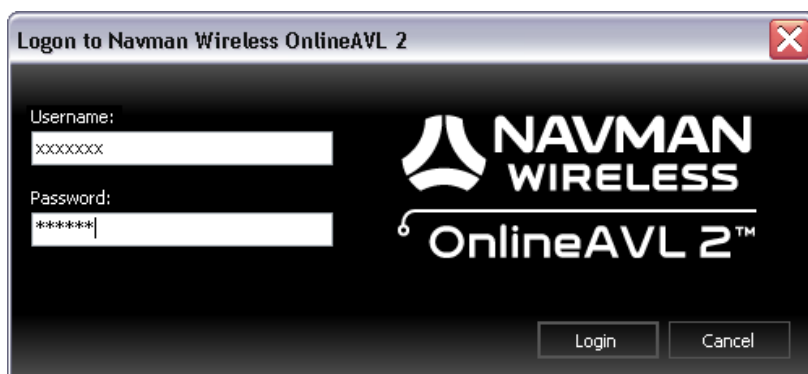 Logon to Navman Wireless OnlineAVL 2
Username:
xxxxxxx
Password:
******
NAVMAN
WIRELESS
OnlineAVL 2™
Login
Cancel